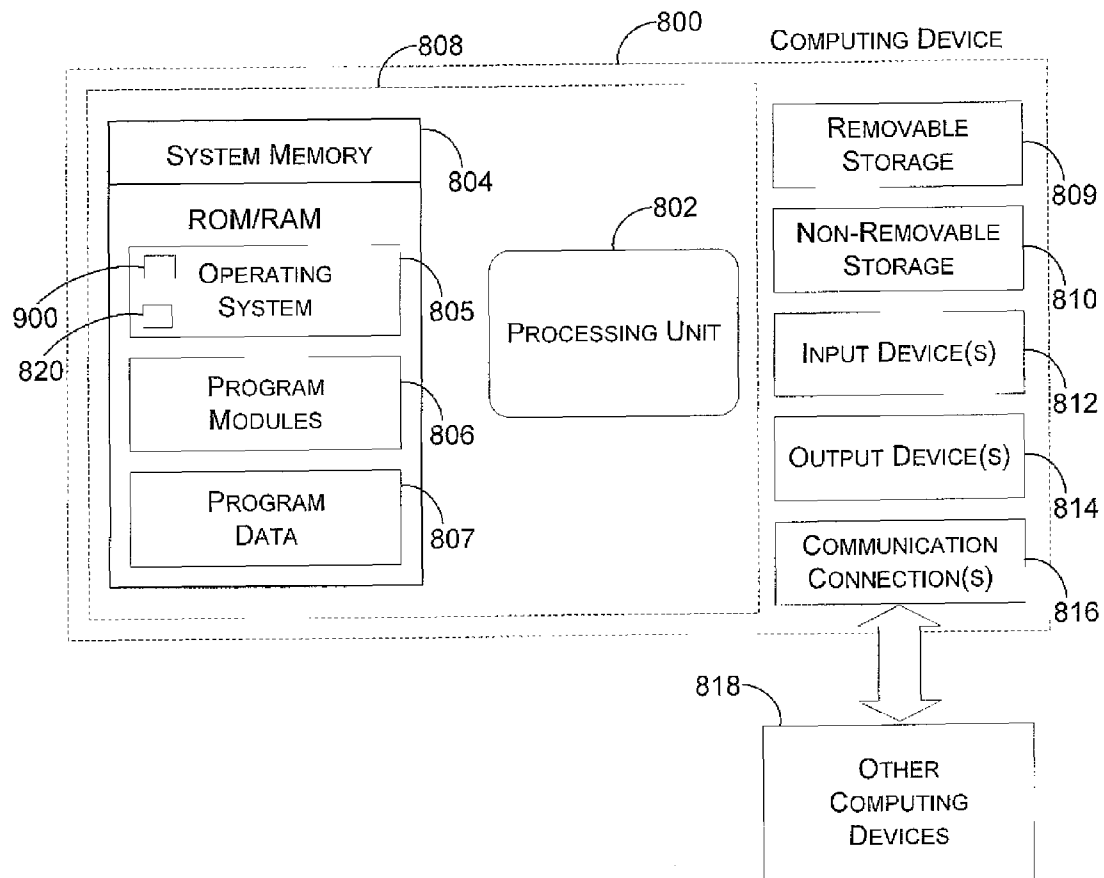 800
COMPUTING DEVICE
808
SYSTEM MEMORY
804
ROM/RAM
900
OPERATING
SYSTEM
805
820
PROGRAM
MODULES
806
PROGRAM
DATA
807
802
PROCESSING UNIT
REMOVABLE
STORAGE
809
NON-REMOVABLE
STORAGE
810
INPUT DEVICE(S)
812
OUTPUT DEVICE(S)
814
COMMUNICATION
CONNECTION(S)
816
818
OTHER
COMPUTING
DEVICES